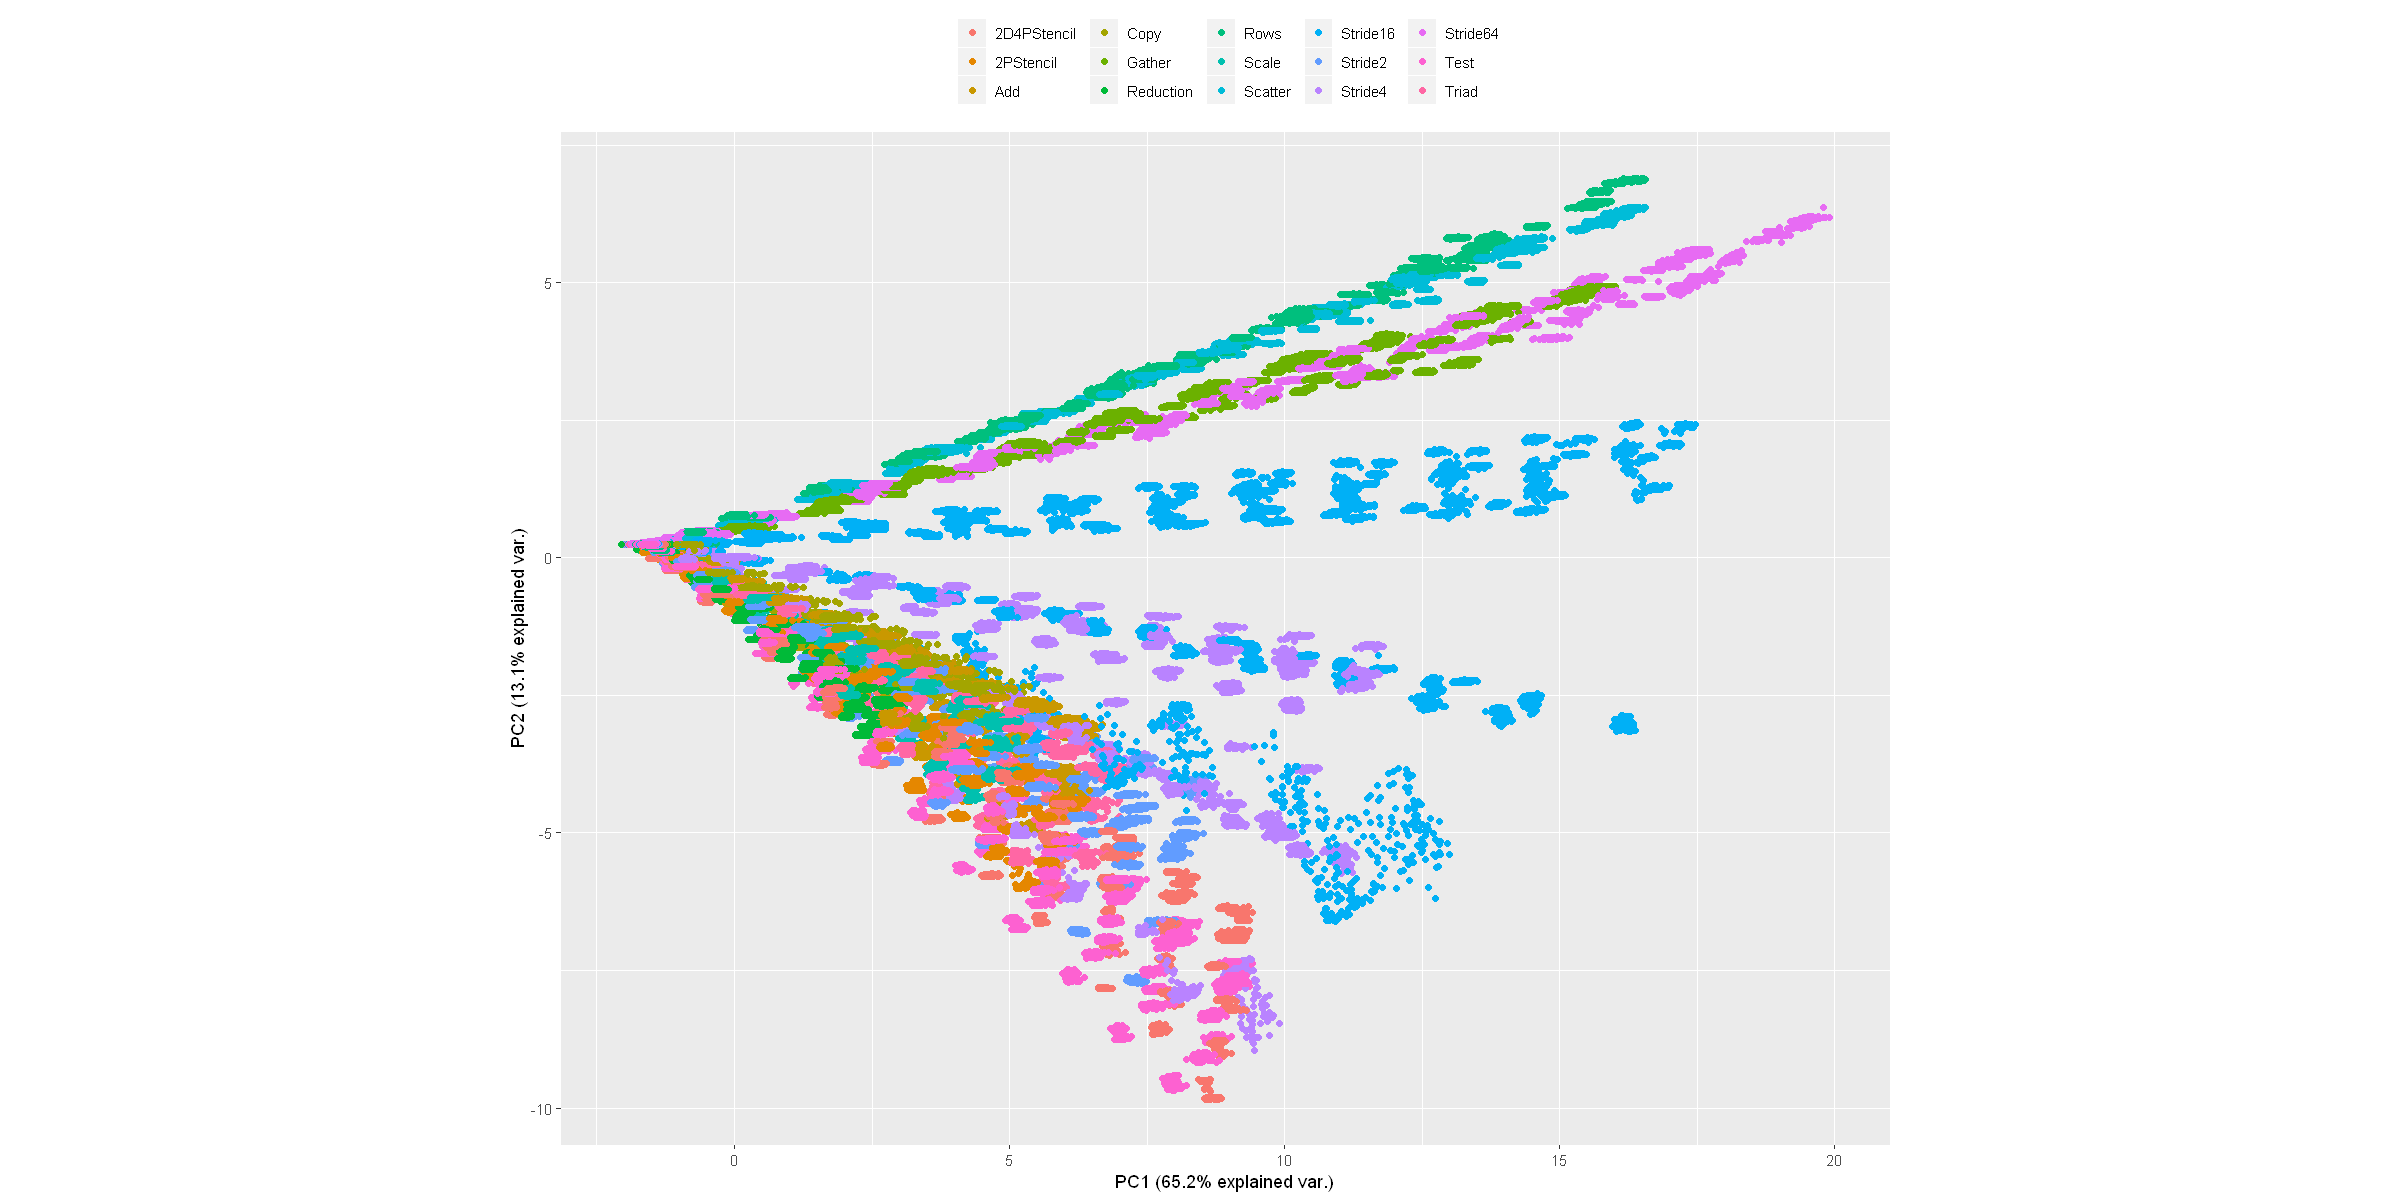 2D4PStencil Copy Rows Stride16 Stride64
2PStencil Gather Scale Stride2 Test
Add Reduction Scatter Stride4 Triad
5
0
-5
-10
PC2 (13.1% explained var.)
0 5 10 15 20
PC1 (65.2% explained var.)